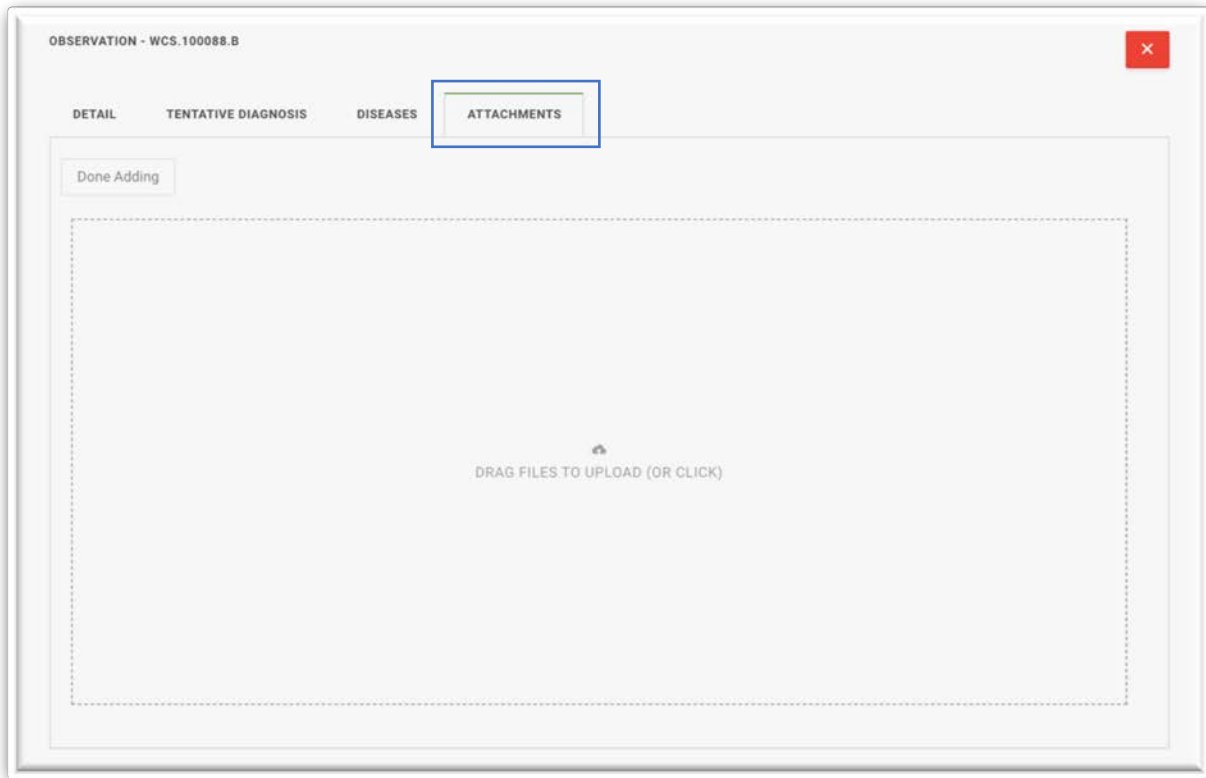 OBSERVATION - WCS.100088.B
×
DETAIL TENTATIVE DIAGNOSIS DISEASES ATTACHMENTS
Done Adding
DRAG FILES TO UPLOAD (OR CLICK)